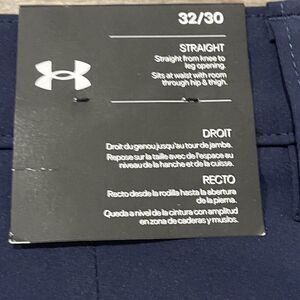 32/30
STRAIGHT
Straight from knee to
leg opening.
Sits at waist with room
through hip & thigh.
DROIT
Droit du genou jusqu'au tour de jambe.
Repose sur la taille avec de l'espace au
niveau de la hanche et de la cuisse.
RECTO
Recto desde la rodilla hasta la abertura
de la pierna.
Queda a nivel de la cintura con amplitud
en zona de caderas y muslos.